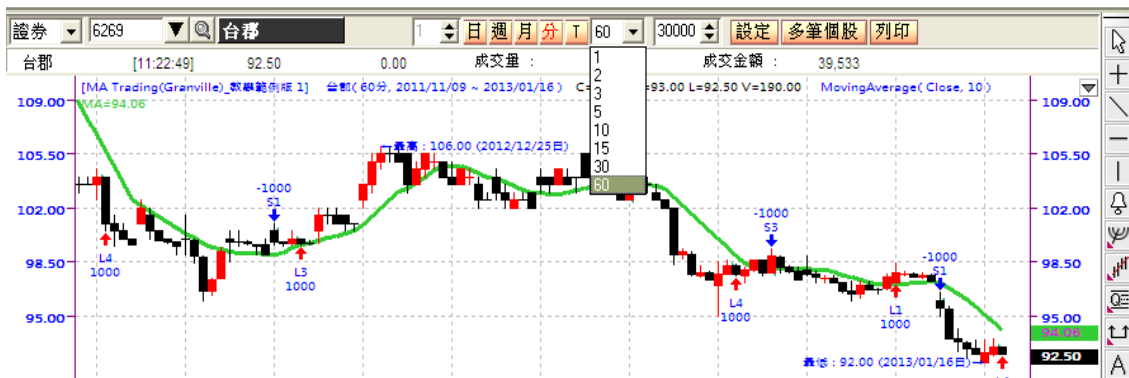 證券 6269 台郡 1 日 週 月 分 T 60 30000 設定 多筆個股 列印
台郡 [11:22:49] 92.50 0.00 成交量 : 成交金額 : 39,533
1
2
3
5
10
15
30
60
[MA Trading(Granville)_教學範例版 1] 台郡( 60分, 2011/11/09 ~ 2013/01/16) C= =93.00 L=92.50 V=190.00 MovingAverage( Close, 10 )
MA=94.06
109.00 109.00
最高 : 106.00 (2012/12/25日)
105.50 105.50
-1000
S1
102.00 102.00
-1000
S3
L4
1000
L3
1000
98.50 98.50
-1000
S1
L4
1000
L1
1000
95.00 95.00
94.06
最低 : 92.00 (2013/01/16日)
92.50
Q
A